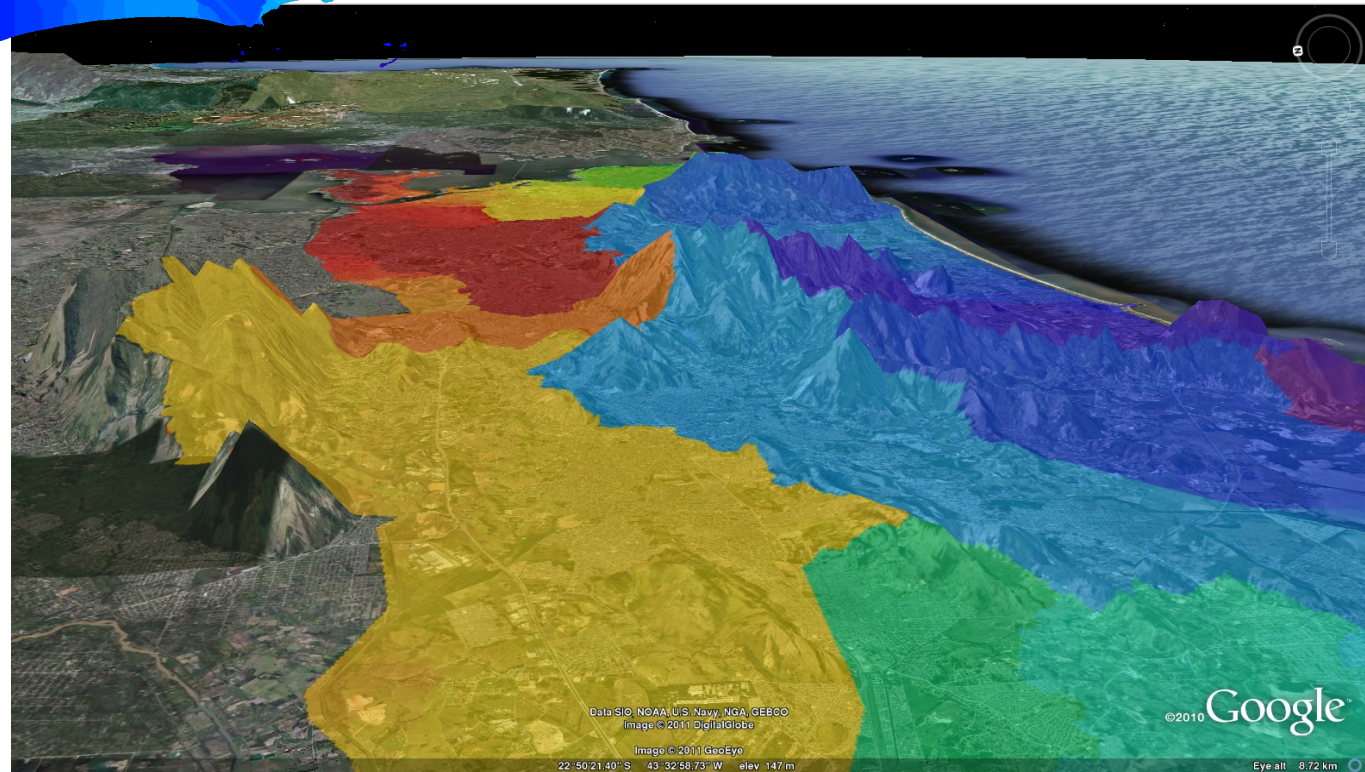 N
Data SIO, NOAA, U.S. Navy, NGA, GEBCO
Image © 2011 DigitalGlobe
©2010 Google™
Image © 2011 GeoEye
22°50'21.40" S 43°32'58.73" W elev 147 m
Eye alt 8.72 km